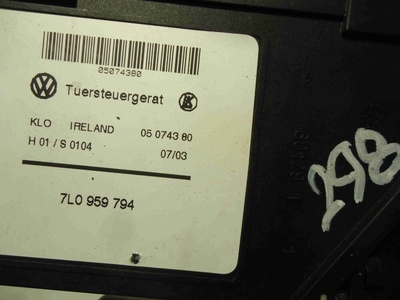 05074380
Tuersteuergerat
KLO IRELAND 05 0743 80
H 01 / S 0104 07/03
7L0 959 794
298